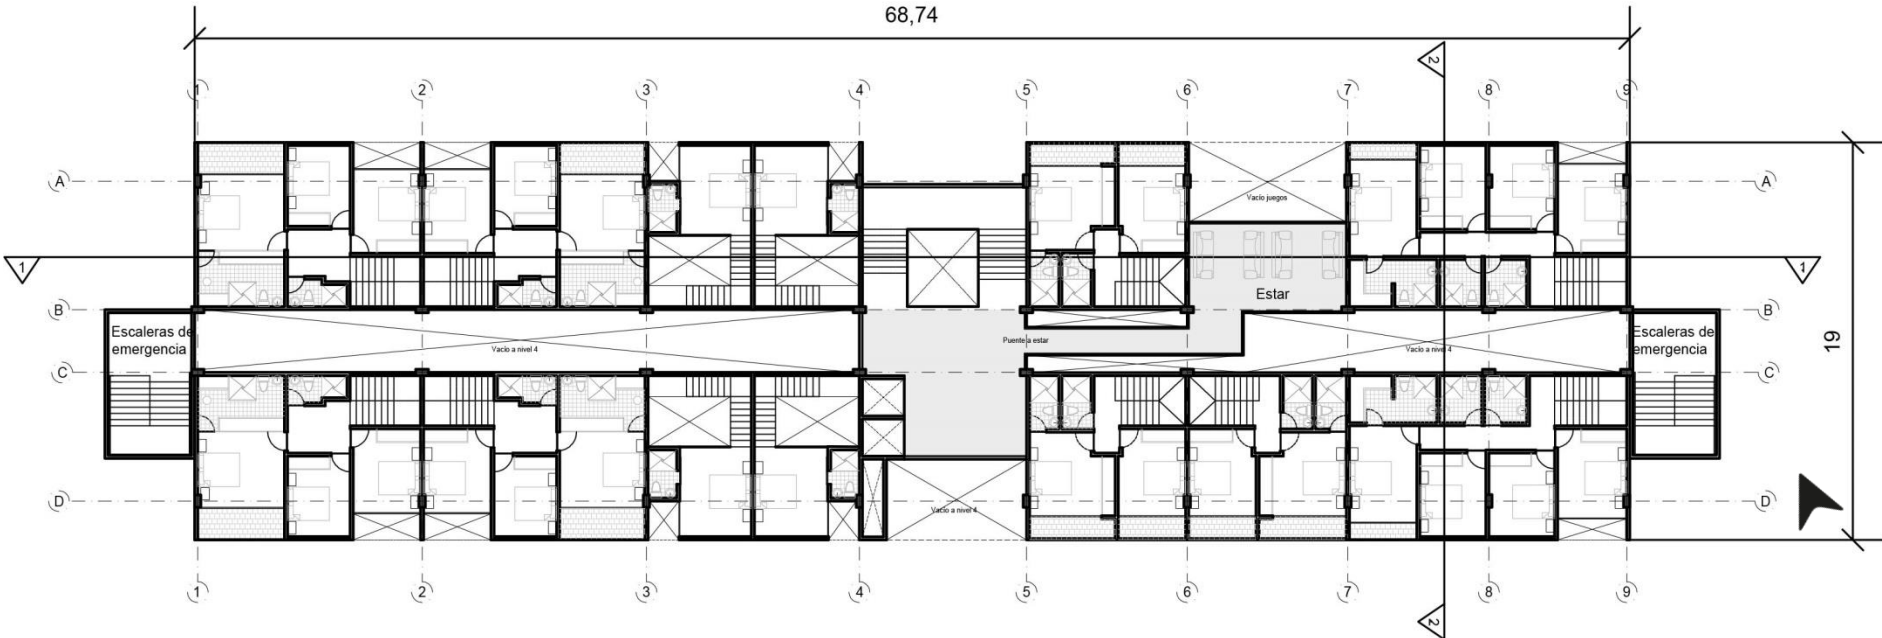 68,74
2
1 2 3 4 5 6 7 8 9
A A
Vacío juegos
1 1
Estar
B B
Escaleras de
emergencia
Vacío a nivel 4
Puente a estar
Vacío a nivel 4
Escaleras de
emergencia
19
C C
D D
Vacío a nivel 4
1 2 3 4 5 6 7 8 9
2